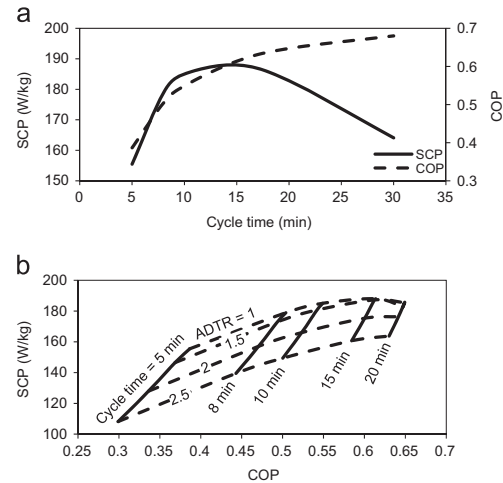 a
200
190
180
170
160
150
SCP (W/kg)
0.7
0.6
0.5
0.4
0.3
COP
SCP
COP
0 5 10 15 20 25 30 35
Cycle time (min)
b
200
180
160
140
120
100
SCP (W/kg)
Cycle time = 5 min
ADTR = 1
1.5
2
2.5
8 min
10 min
15 min
20 min
0.25 0.3 0.35 0.4 0.45 0.5 0.55 0.6 0.65 0.7
COP